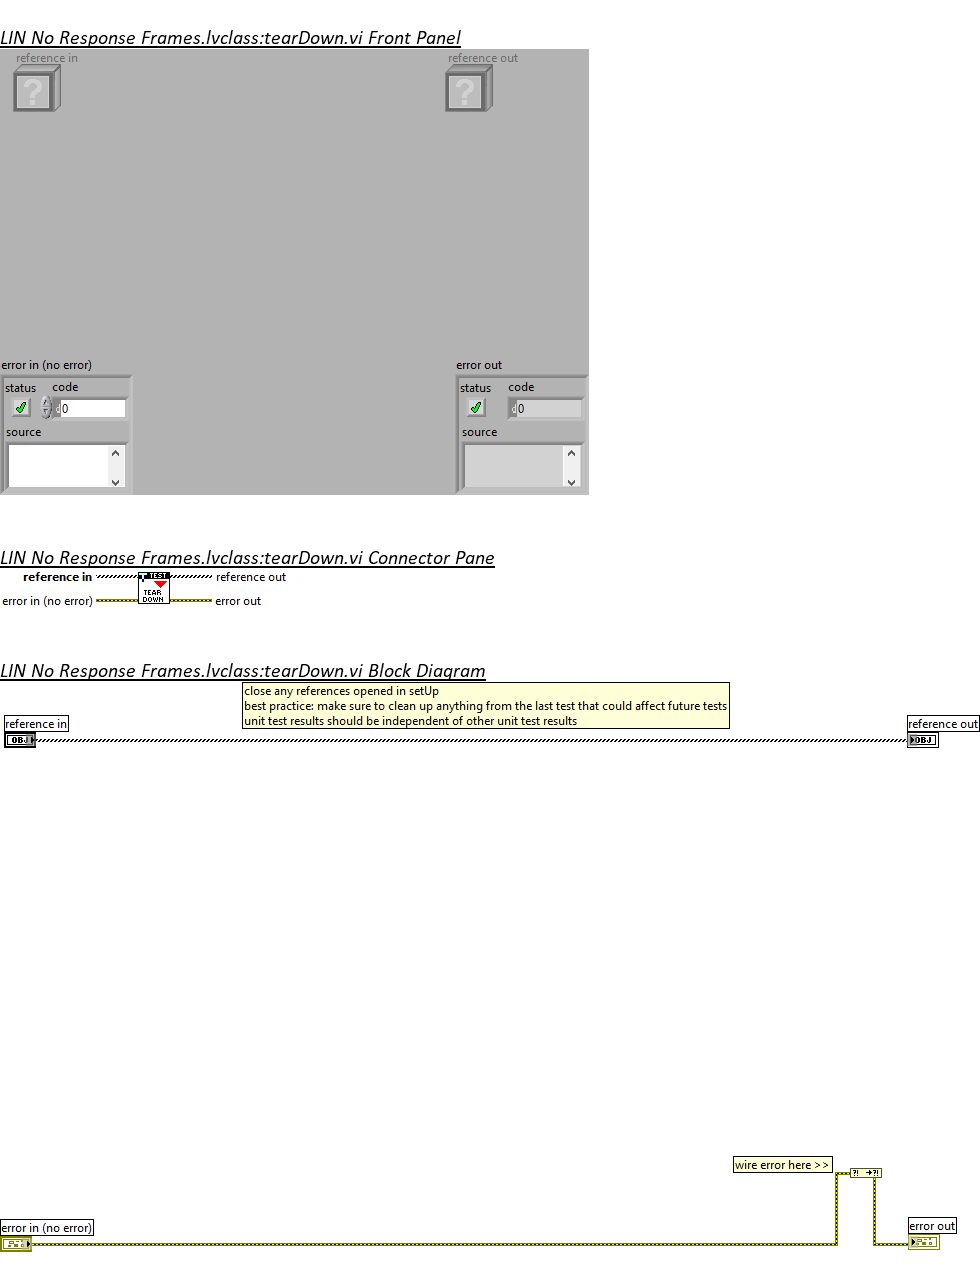 LIN No Response Frames.lvclass:tearDown.vi Front Panel
reference in
reference out
?
?
error in (no error)
error out
status
code
status
code
d0
d0
source
source
LIN No Response Frames.lvclass:tearDown.vi Connector Pane
reference in
TEST
reference out
error in (no error)
TEAR
DOWN
error out
LIN No Response Frames.lvclass:tearDown.vi Block Diagram
close any references opened in setUp
best practice: make sure to clean up anything from the last test that could affect future tests
unit test results should be independent of other unit test results
reference in
reference out
OBJ
OBJ
wire error here >>
?!
?!
error in (no error)
error out